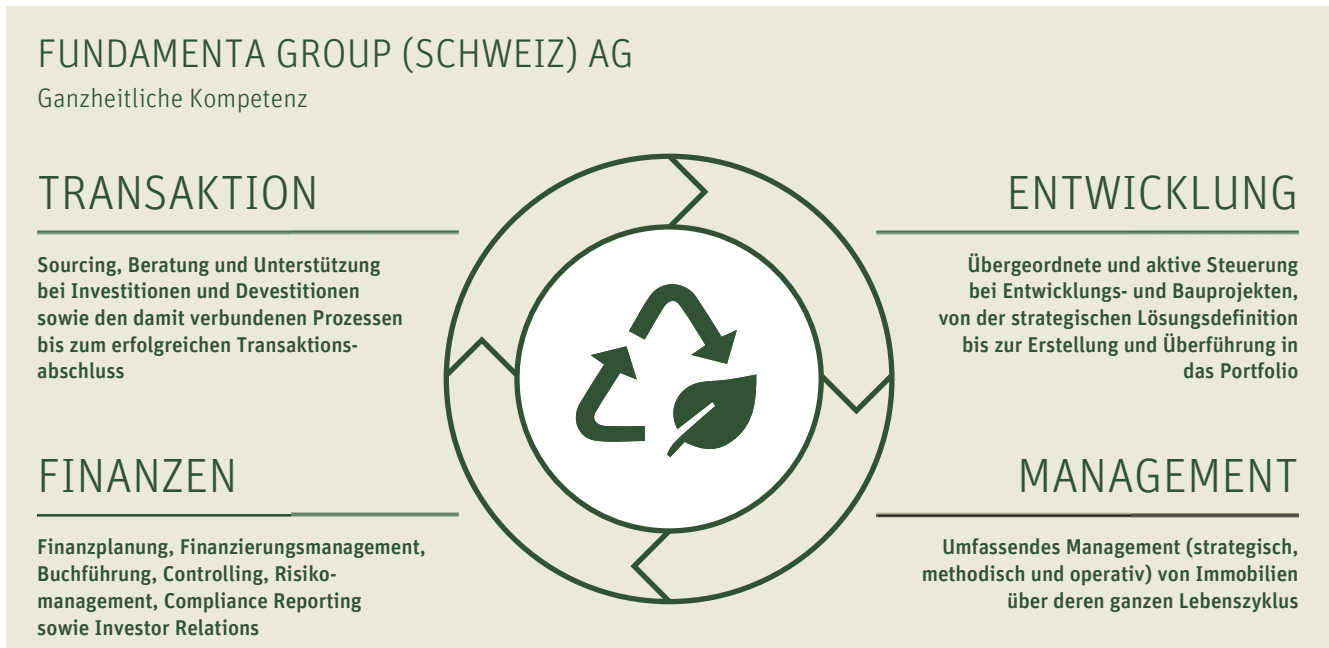 FUNDAMENTA GROUP (SCHWEIZ) AG
Ganzheitliche Kompetenz
TRANSAKTION
Sourcing, Beratung und Unterstützung
bei Investitionen und Devestitionen
sowie den damit verbundenen Prozessen
bis zum erfolgreichen Transaktions-
abschluss
ENTWICKLUNG
Übergeordnete und aktive Steuerung
bei Entwicklungs- und Bauprojekten,
von der strategischen Lösungsdefinition
bis zur Erstellung und Überführung in
das Portfolio
FINANZEN
Finanzplanung, Finanzierungsmanagement,
Buchführung, Controlling, Risiko-
management, Compliance Reporting
sowie Investor Relations
MANAGEMENT
Umfassendes Management (strategisch,
methodisch und operativ) von Immobilien
über deren ganzen Lebenszyklus